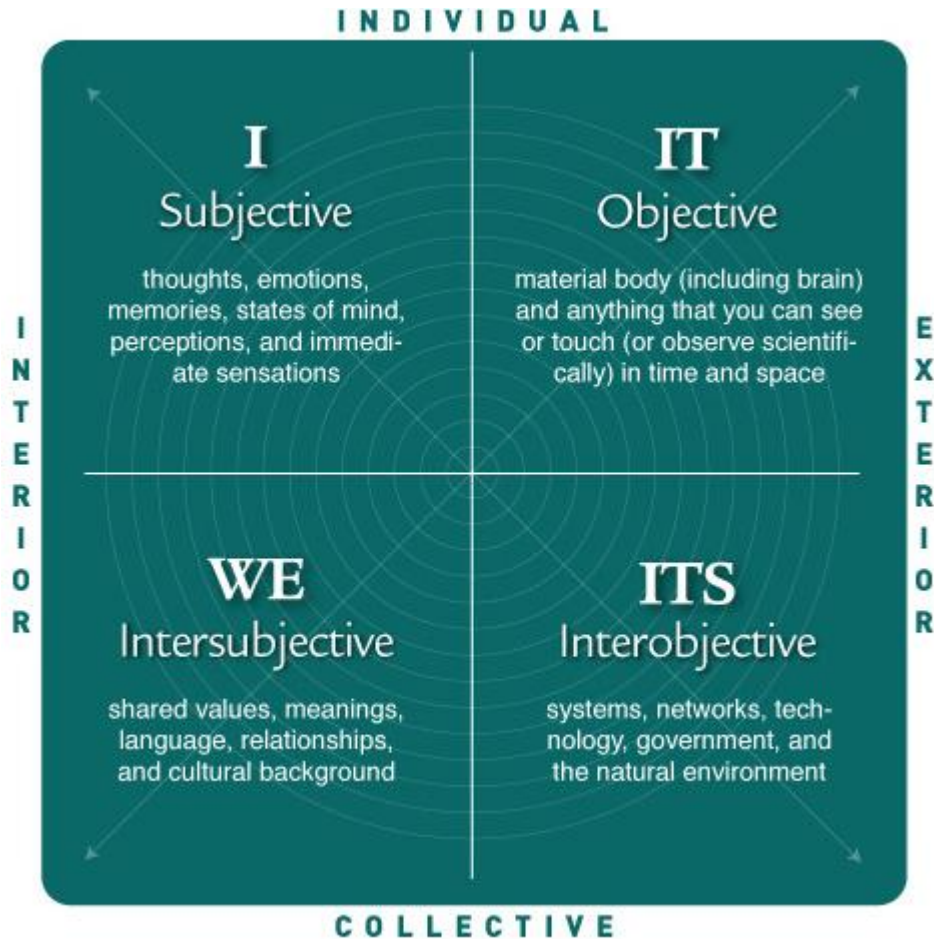 INDIVIDUAL
INTERIOR
EXTERIOR
I
Subjective
thoughts, emotions,
memories, states of mind,
perceptions, and immedi-
ate sensations
IT
Objective
material body (including brain)
and anything that you can see
or touch (or observe scientifi-
cally) in time and space
WE
Intersubjective
shared values, meanings,
language, relationships,
and cultural background
ITS
Interobjective
systems, networks, tech-
nology, government, and
the natural environment
COLLECTIVE